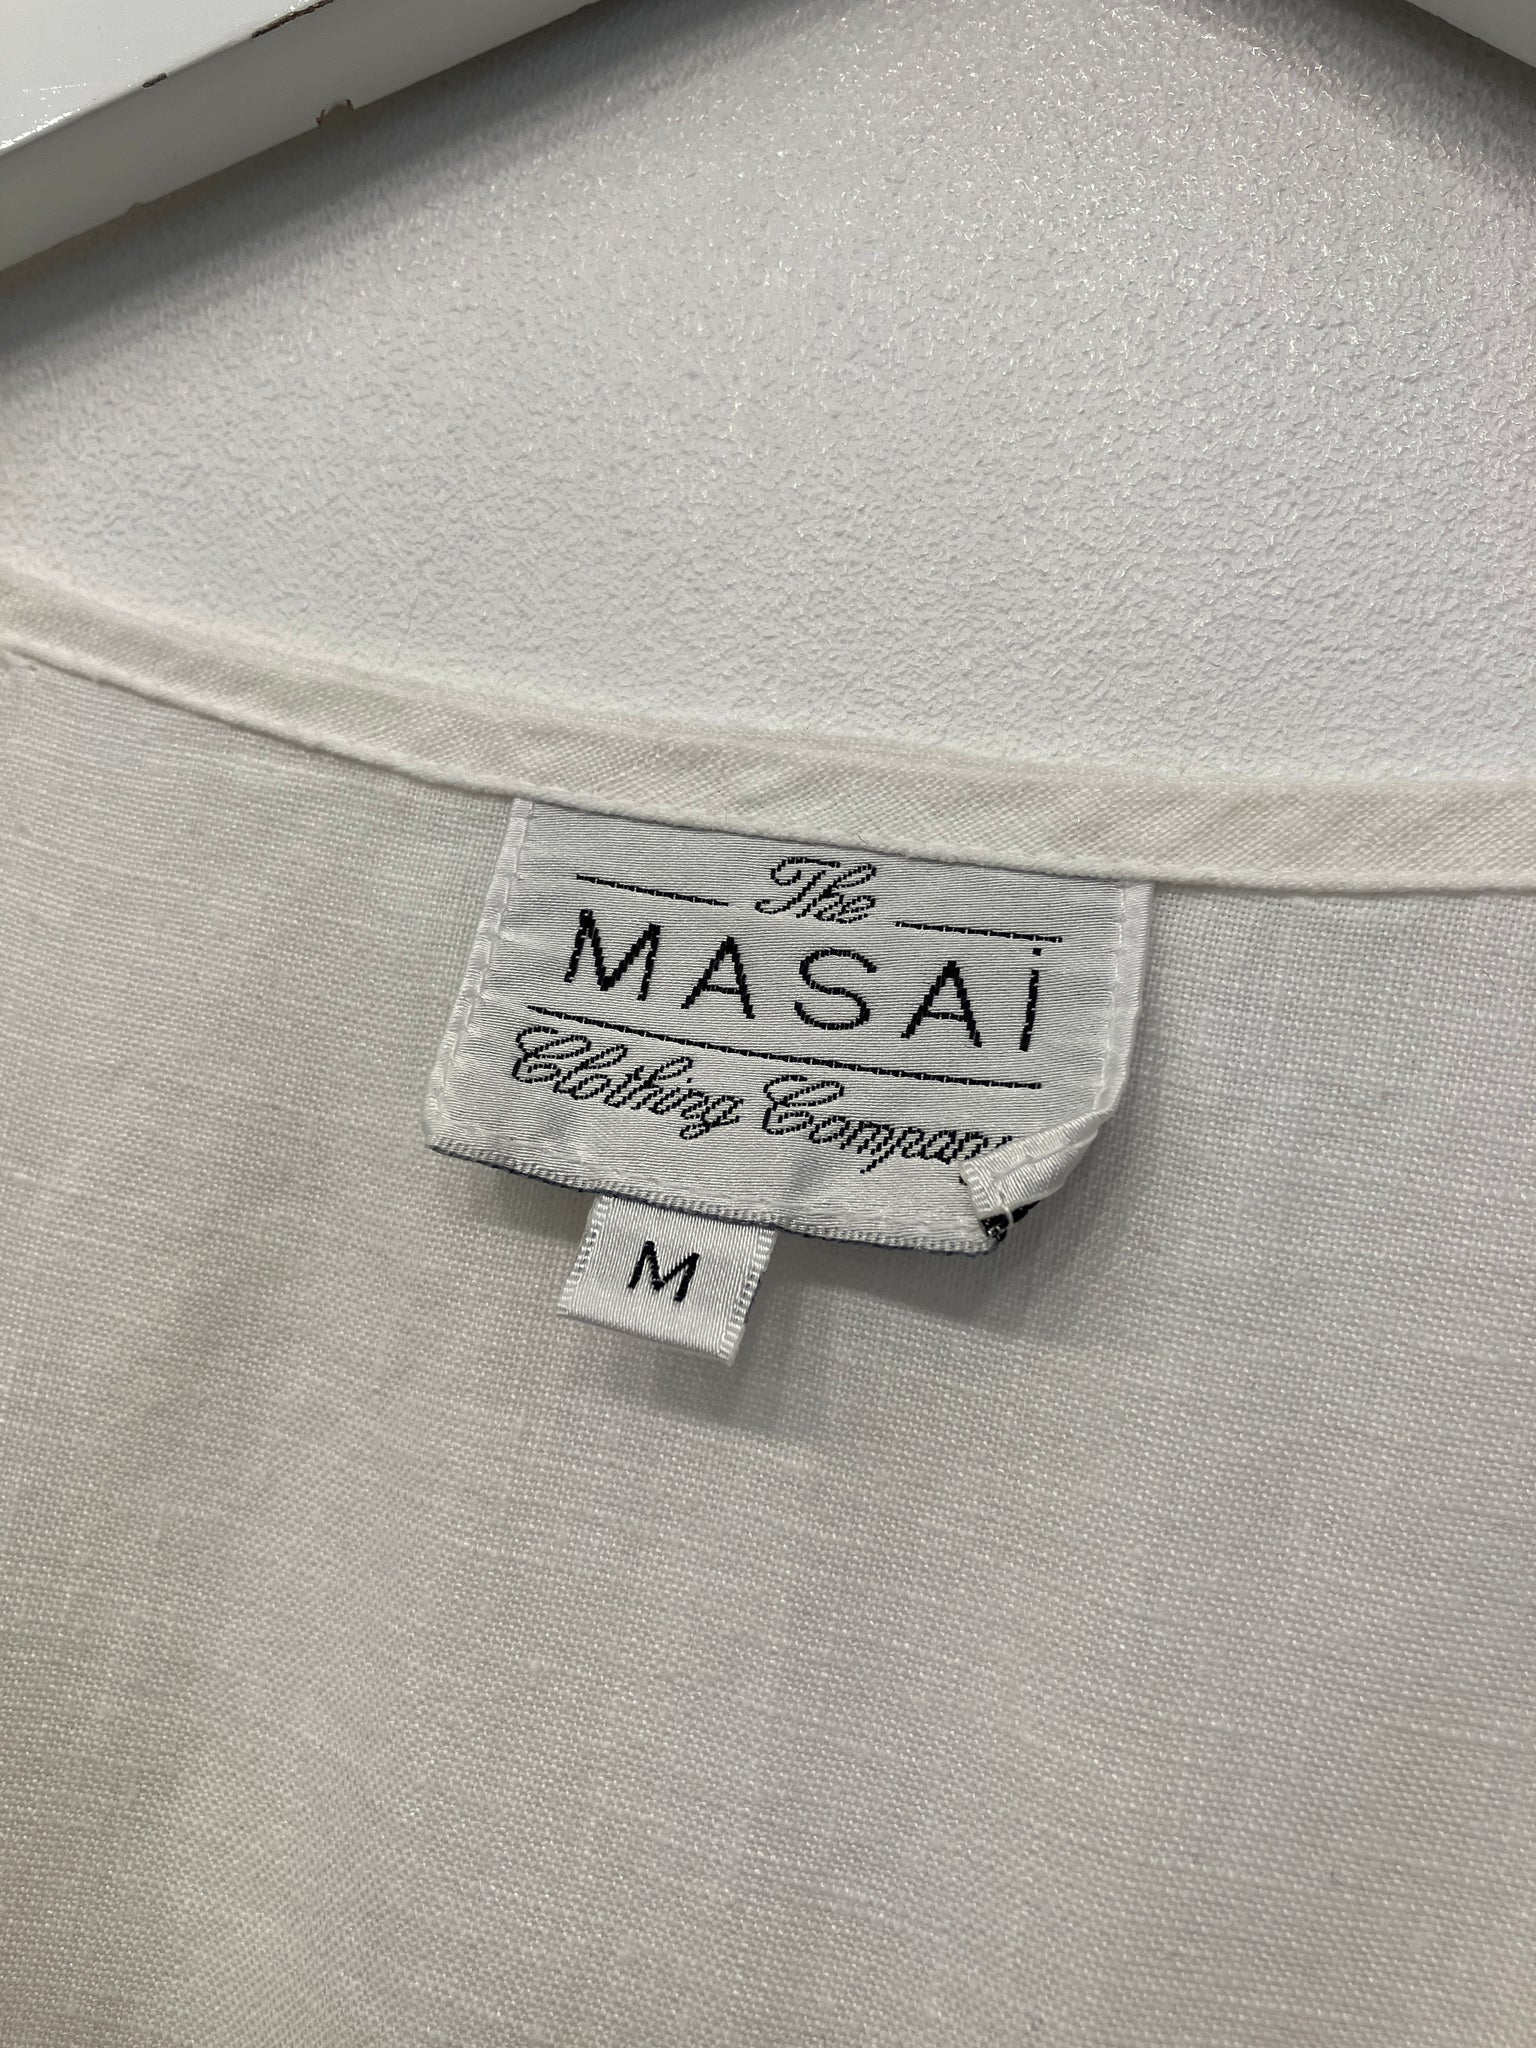 The
MASAi
Clothing Company
M